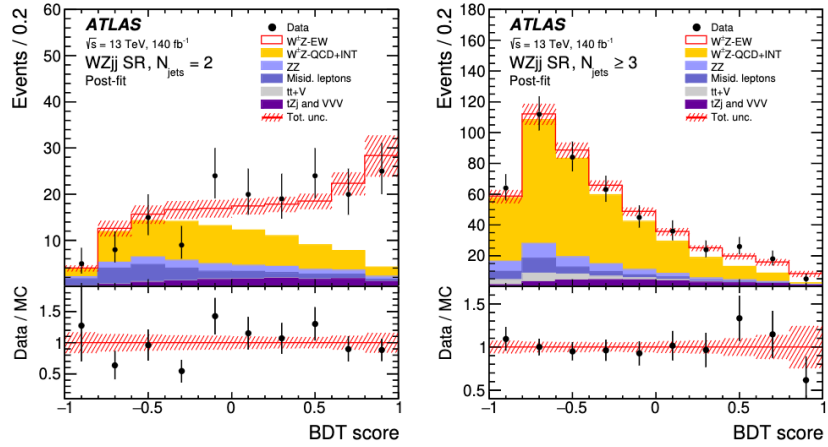 Events / 0.2
60
50
40
30
20
10
ATLAS
√s = 13 TeV, 140 fb⁻¹
WZjj SR, N_jets = 2
Post-fit
Data
W±Z-EW
W±Z-QCD+INT
ZZ
Misid. leptons
tt+V
tZj and VVV
Tot. unc.
Data / MC
1.5
1
0.5
−1
−0.5
0
0.5
1
BDT score
Events / 0.2
180
160
140
120
100
80
60
40
20
ATLAS
√s = 13 TeV, 140 fb⁻¹
WZjj SR, N_jets ≥ 3
Post-fit
Data
W±Z-EW
W±Z-QCD+INT
ZZ
Misid. leptons
tt+V
tZj and VVV
Tot. unc.
Data / MC
1.5
1
0.5
−1
−0.5
0
0.5
1
BDT score